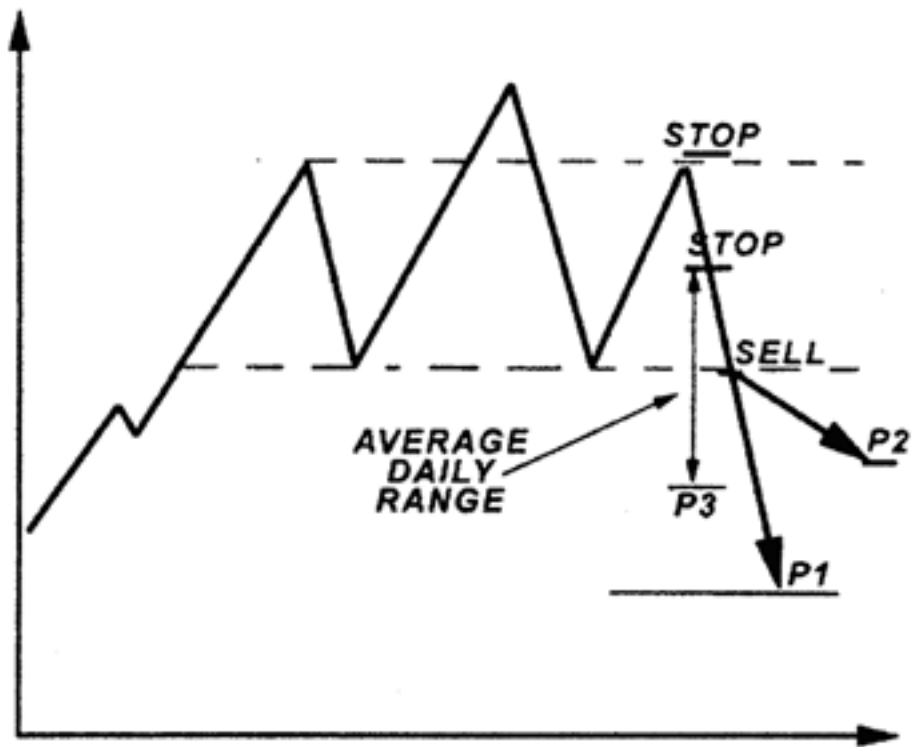 STOP
STOP
SELL
AVERAGE
DAILY
RANGE
P2
P3
P1